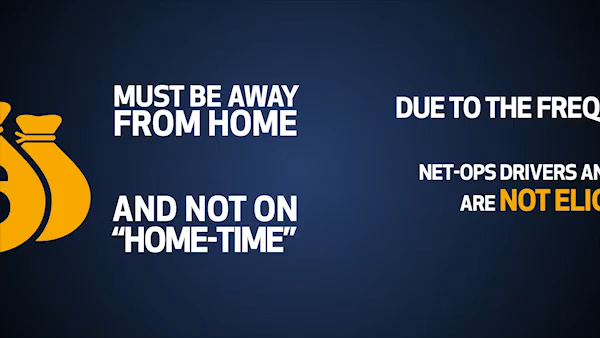 MUST BE AWAY
FROM HOME
AND NOT ON
“HOME-TIME”
DUE TO THE
NET-OPS DRIVERS
ARE NOT